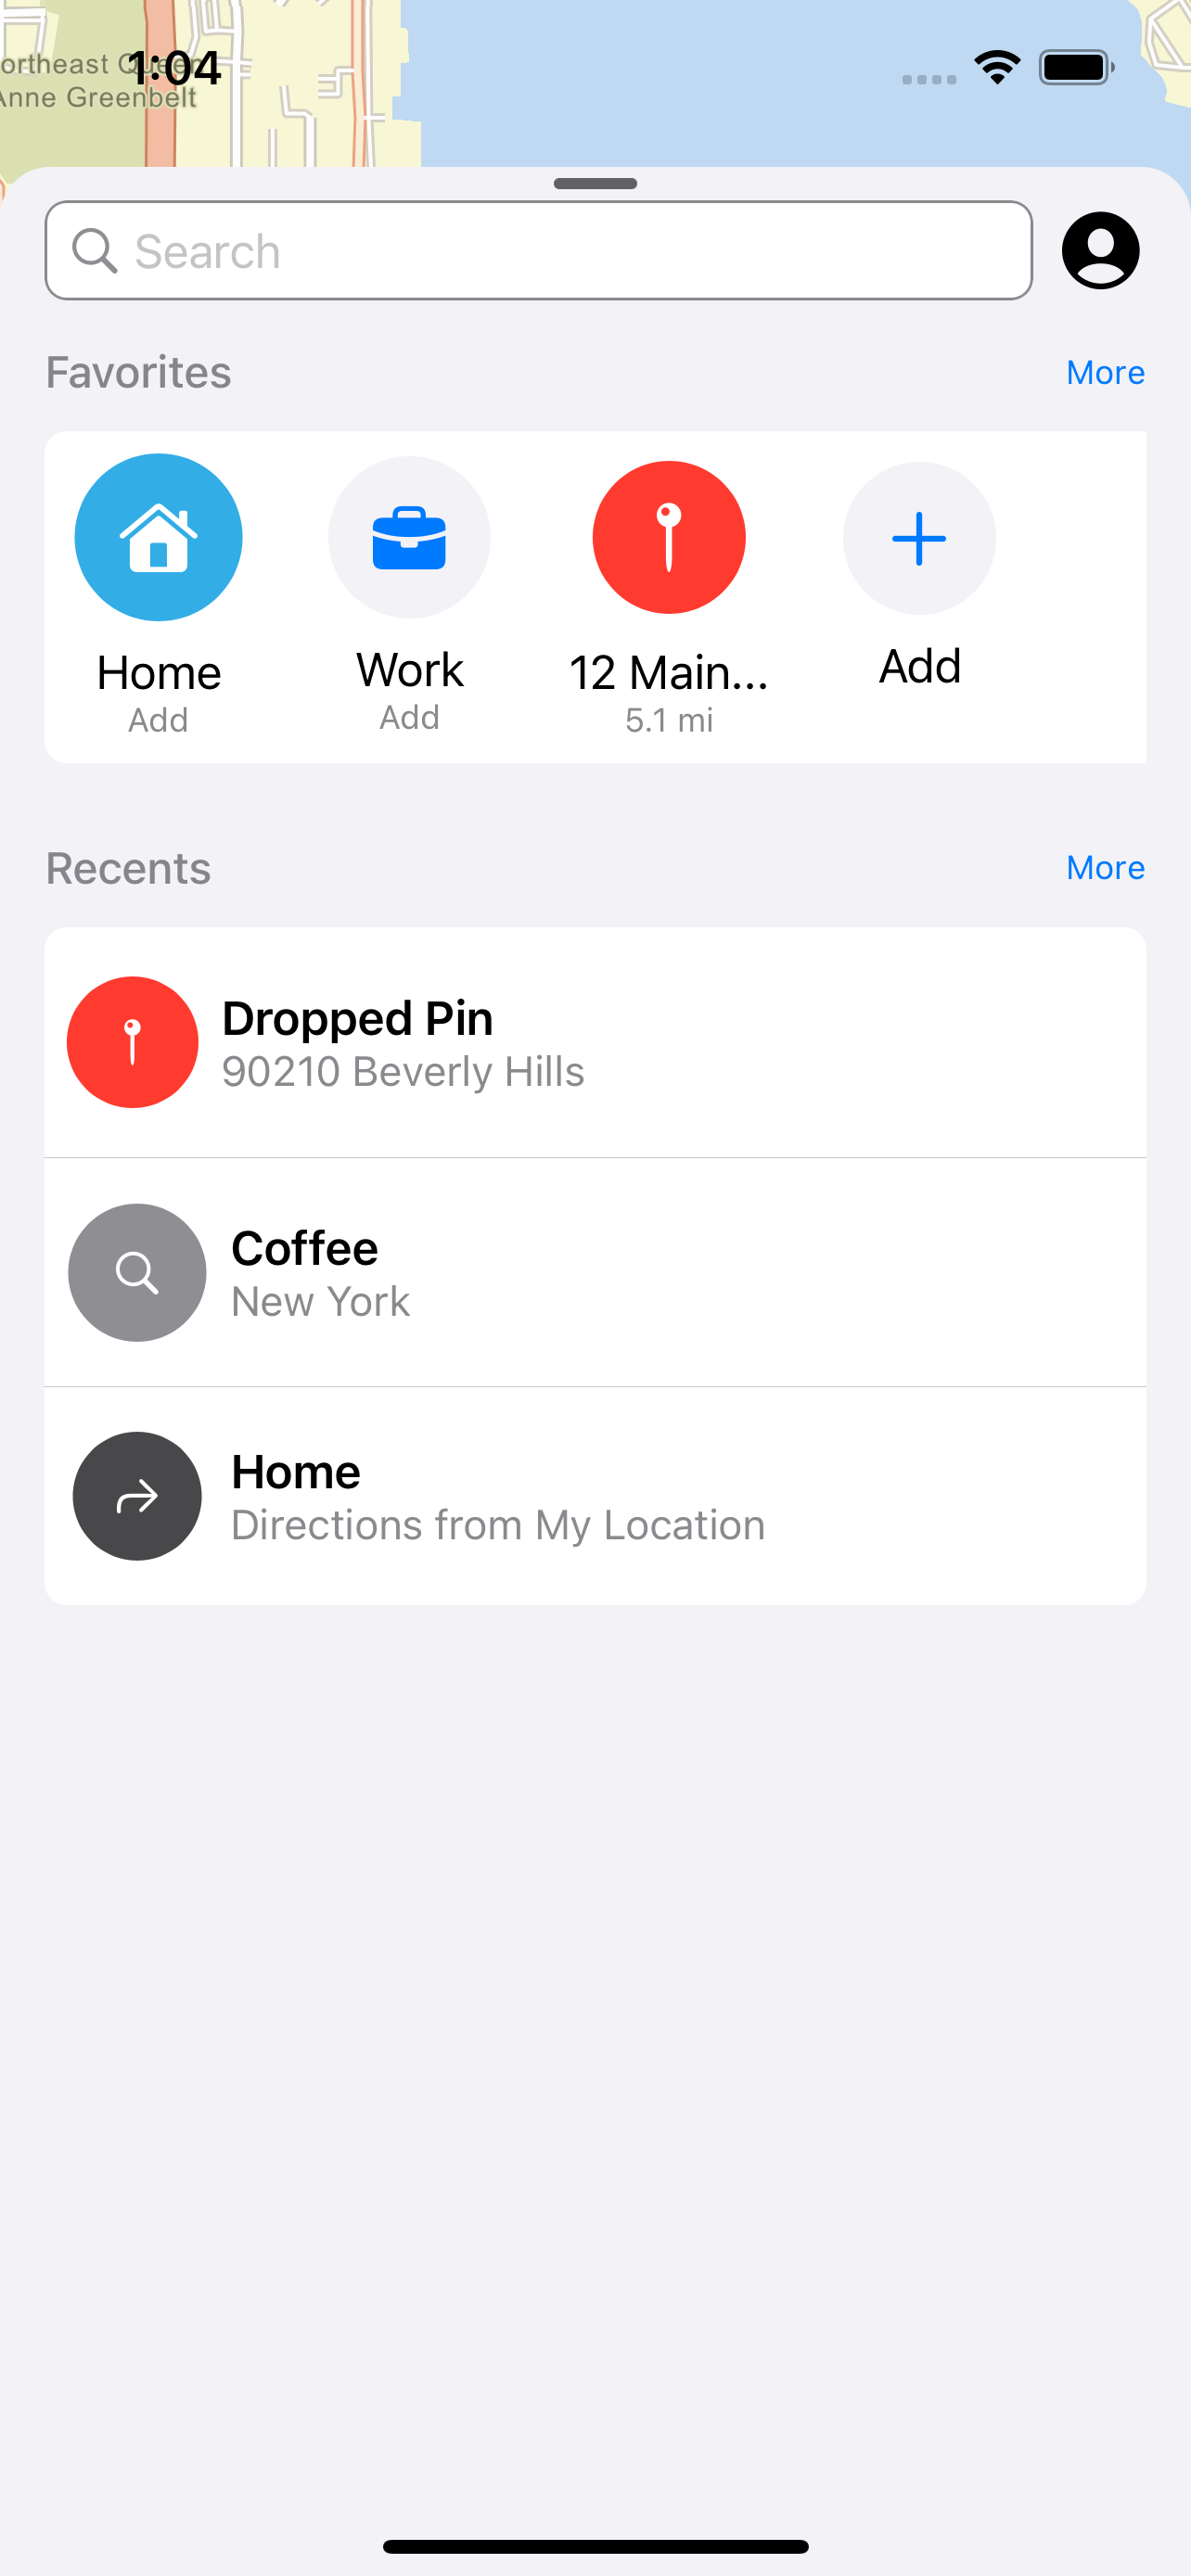 ortheast Queen
Anne Greenbelt
1:04
Search
Favorites
More
Home
Add
Work
Add
12 Main...
5.1 mi
Add
Recents
More
Dropped Pin
90210 Beverly Hills
Coffee
New York
Home
Directions from My Location